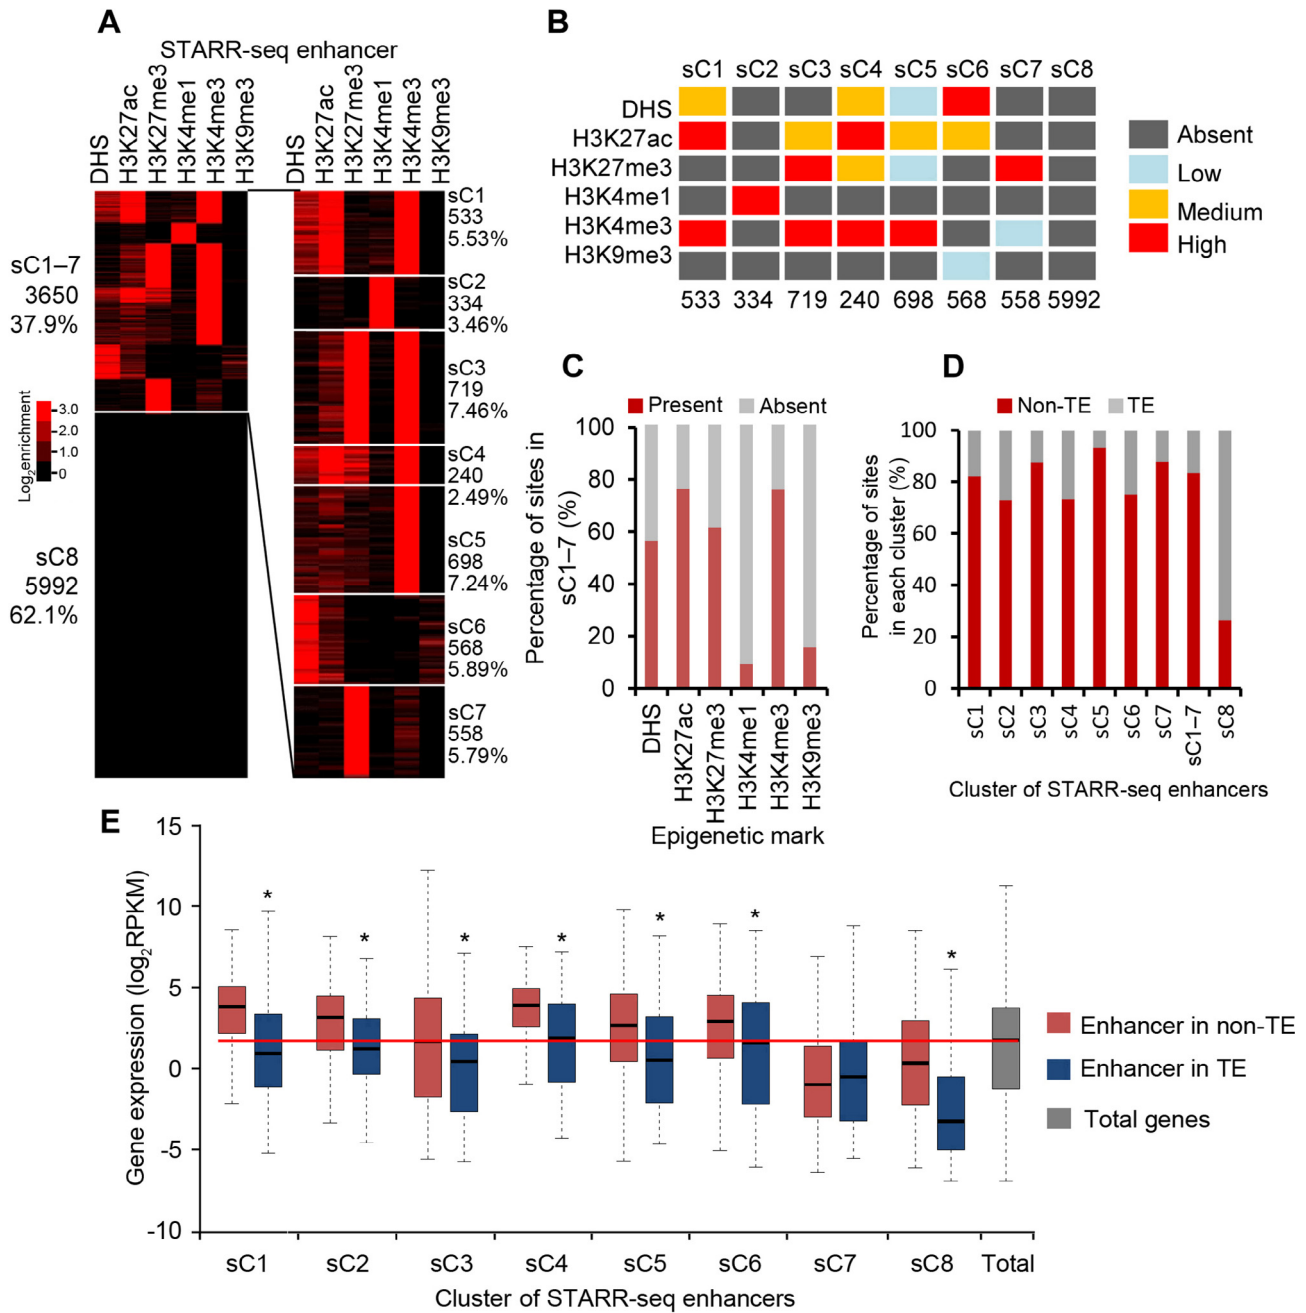 A
STARR-seq enhancer
DHS
H3K27ac
H3K27me3
H3K4me1
H3K4me3
H3K9me3
DHS
H3K27ac
H3K27me3
H3K4me1
H3K4me3
H3K9me3
sC1–7
3650
37.9%
Log2enrichment
3.0
2.0
1.0
0
sC8
5992
62.1%
sC1
533
5.53%
sC2
334
3.46%
sC3
719
7.46%
sC4
240
2.49%
sC5
698
7.24%
sC6
568
5.89%
sC7
558
5.79%
B
sC1 sC2 sC3 sC4 sC5 sC6 sC7 sC8
DHS
H3K27ac
H3K27me3
H3K4me1
H3K4me3
H3K9me3
533 334 719 240 698 568 558 5992
Absent
Low
Medium
High
C
Present Absent
Percentage of sites in
sC1–7 (%)
100
80
60
40
20
0
DHS
H3K27ac
H3K27me3
H3K4me1
H3K4me3
H3K9me3
Epigenetic mark
D
Non-TE TE
Percentage of sites
in each cluster (%)
100
80
60
40
20
0
sC1
sC2
sC3
sC4
sC5
sC6
sC7
sC1–7
sC8
Cluster of STARR-seq enhancers
E
Gene expression (log2RPKM)
15
10
5
0
-5
-10
* * * * * * *
sC1 sC2 sC3 sC4 sC5 sC6 sC7 sC8 Total
Cluster of STARR-seq enhancers
Enhancer in non-TE
Enhancer in TE
Total genes